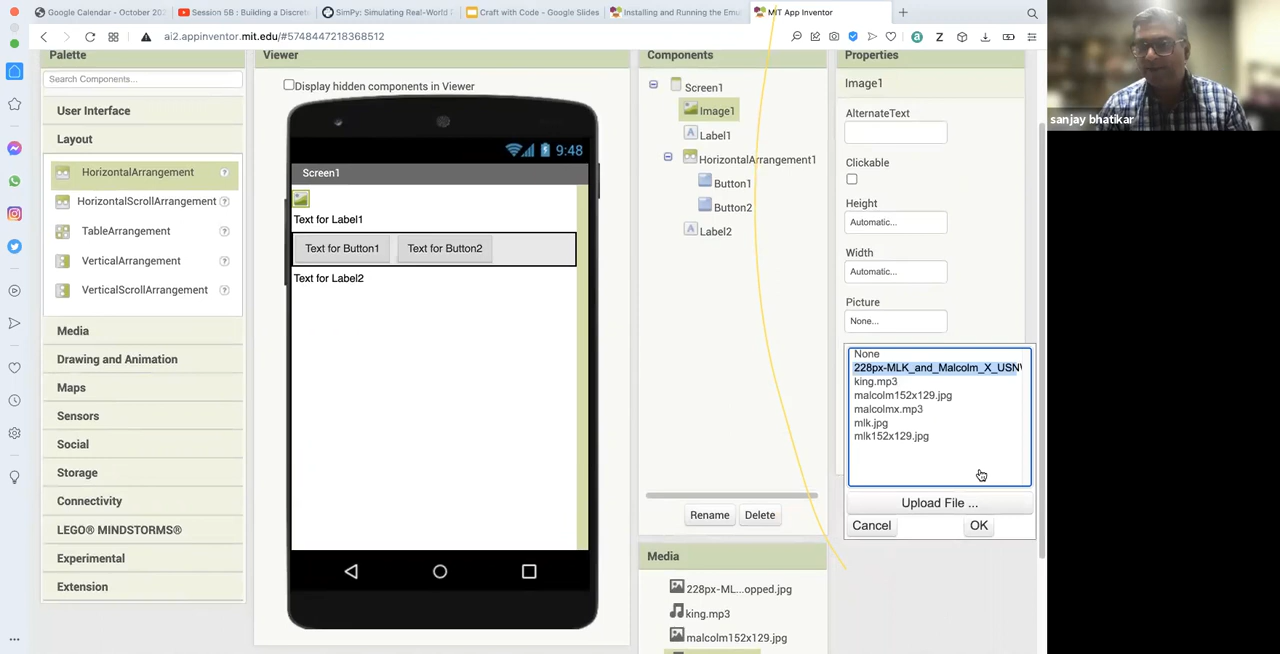 Google Calendar - October 202
Session 5B : Building a Discrete
SimPy: Simulating Real-World P
Craft with Code - Google Slides
Installing and Running the Emu
MIT App Inventor
ai2.appinventor.mit.edu/#5748447218368512
Palette
Search Components...
User Interface
Layout
HorizontalArrangement
HorizontalScrollArrangement
TableArrangement
VerticalArrangement
VerticalScrollArrangement
Media
Drawing and Animation
Maps
Sensors
Social
Storage
Connectivity
LEGO® MINDSTORMS®
Experimental
Extension
Viewer
Display hidden components in Viewer
9:48
Screen1
Text for Label1
Text for Button1
Text for Button2
Text for Label2
Components
Screen1
Image1
Label1
HorizontalArrangement1
Button1
Button2
Label2
Rename
Delete
Media
228px-ML...opped.jpg
king.mp3
malcolm152x129.jpg
Properties
Image1
AlternateText
Clickable
Height
Automatic...
Width
Automatic...
Picture
None...
None
228px-MLK_and_Malcolm_X_USN
king.mp3
malcolm152x129.jpg
malcolmx.mp3
mlk.jpg
mlk152x129.jpg
Upload File ...
Cancel
OK
sanjay bhatikar